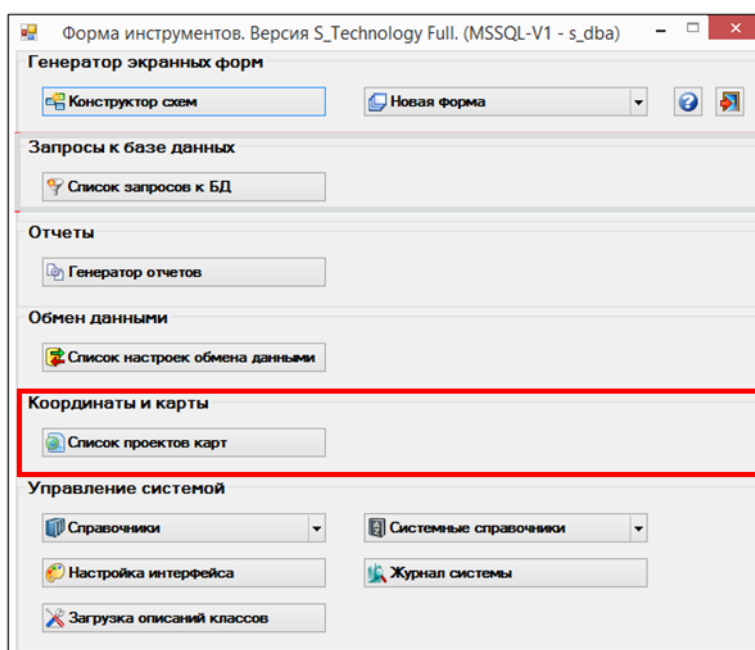 Форма инструментов. Версия S_Technology Full. (MSSQL-V1 - s_dba)
Генератор экранных форм
Конструктор схем
Новая форма
Запросы к базе данных
Список запросов к БД
Отчеты
Генератор отчетов
Обмен данными
Список настроек обмена данными
Координаты и карты
Список проектов карт
Управление системой
Справочники
Системные справочники
Настройка интерфейса
Журнал системы
Загрузка описаний классов